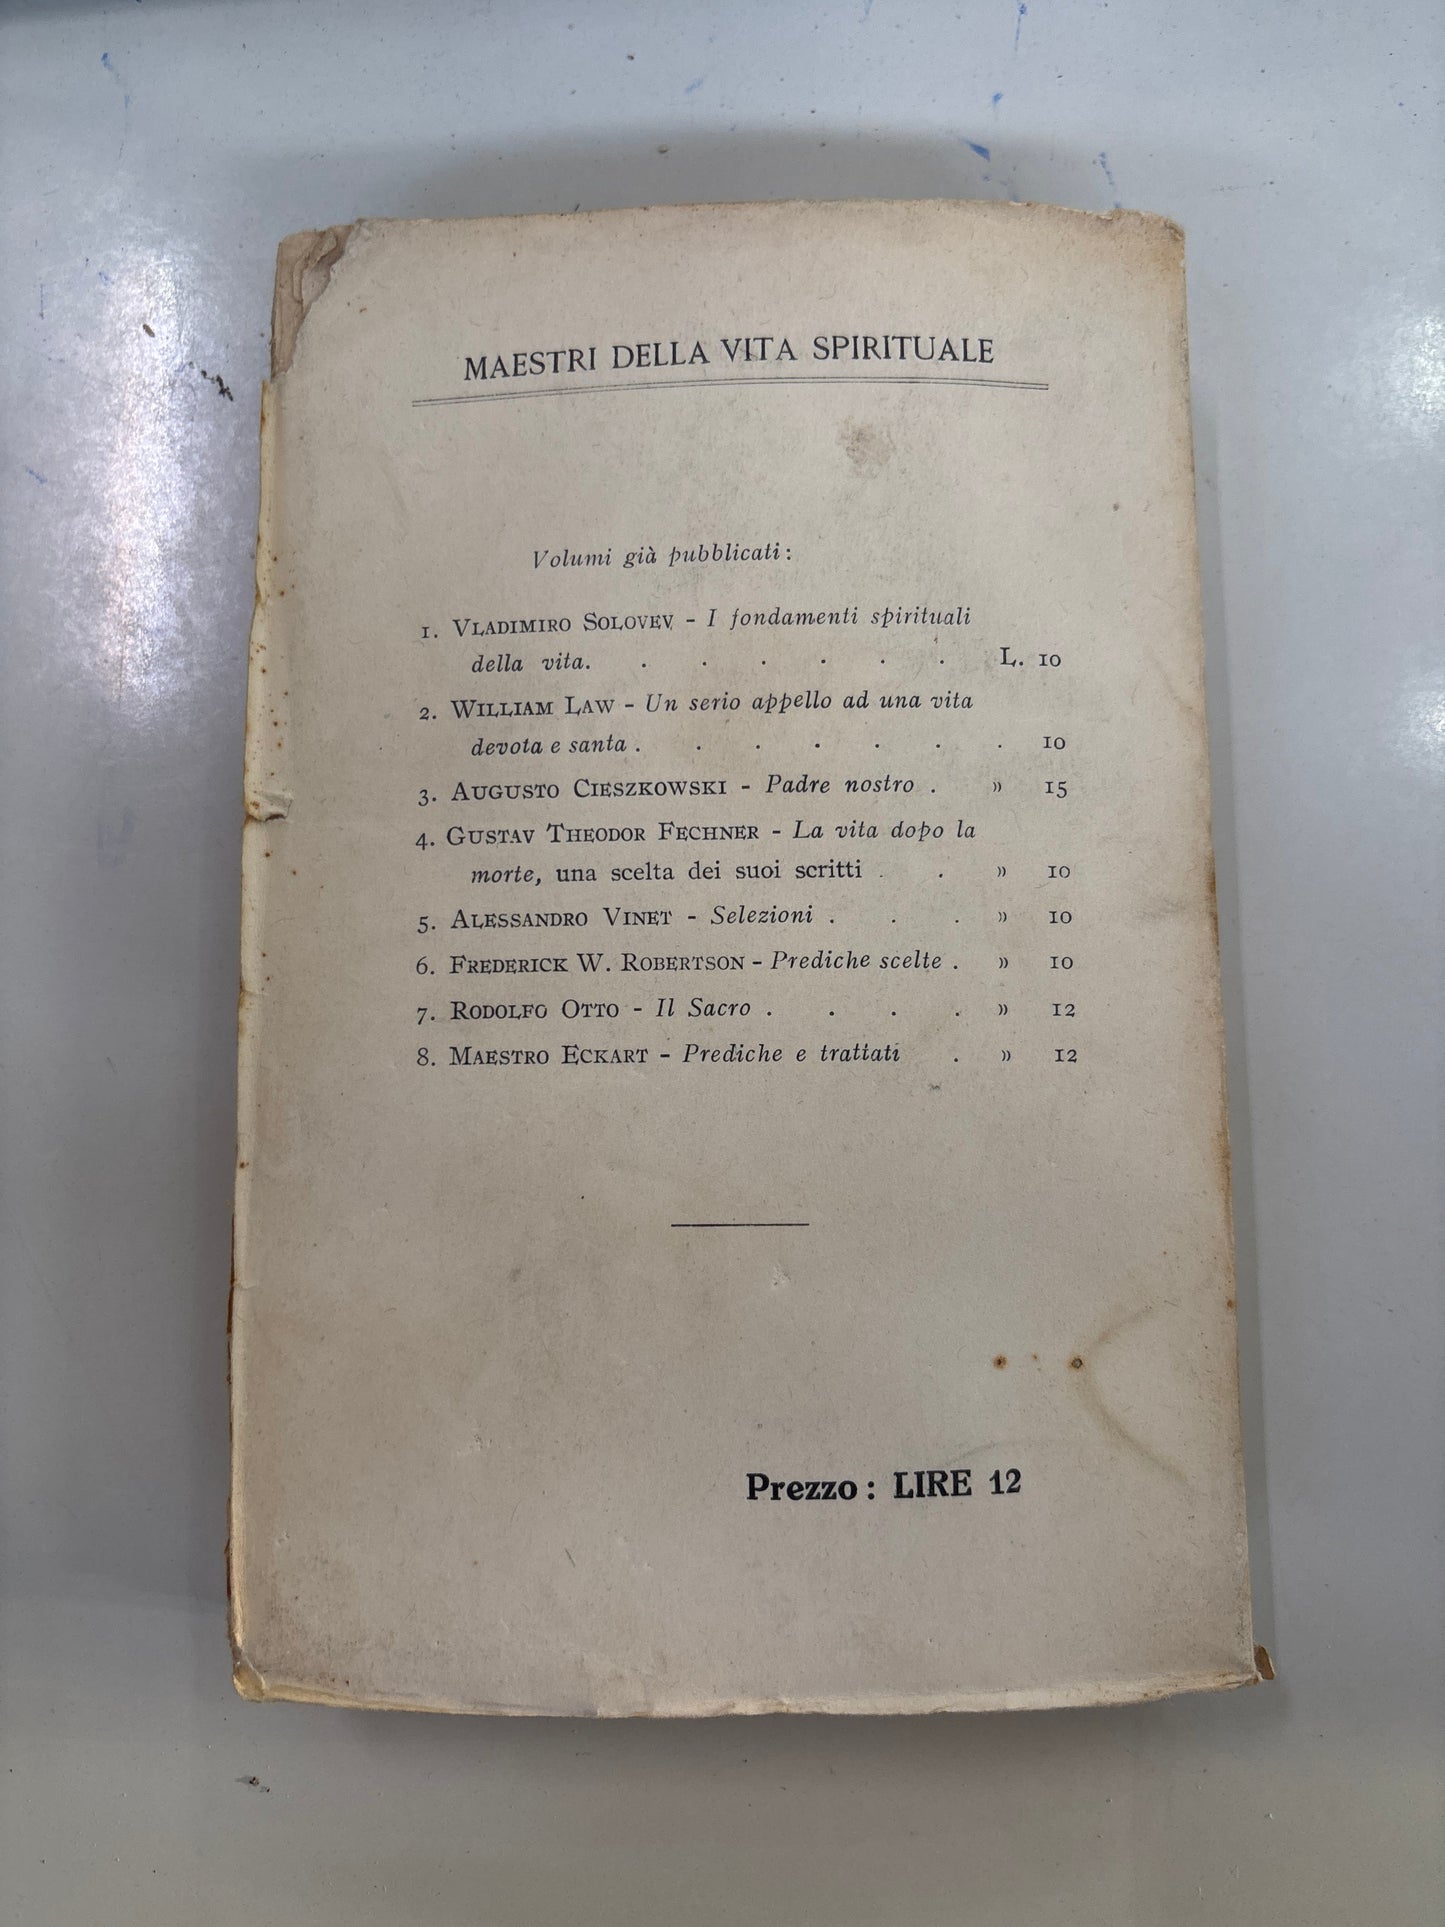 MAESTRI DELLA VITA SPIRITUALE
Volumi già pubblicati:
1. VLADIMIRO SOLOVEV - I fondamenti spirituali
della vita. . . . . . . L. 10
2. WILLIAM LAW - Un serio appello ad una vita
devota e santa . . . . . . . 10
3. AUGUSTO CIESZKOWSKI - Padre nostro . » 15
4. GUSTAV THEODOR FECHNER - La vita dopo la
morte, una scelta dei suoi scritti . . » 10
5. ALESSANDRO VINET - Selezioni . . . » 10
6. FREDERICK W. ROBERTSON - Prediche scelte . » 10
7. RODOLFO OTTO - Il Sacro . . . . » 12
8. MAESTRO ECKART - Prediche e trattati . » 12
Prezzo : LIRE 12